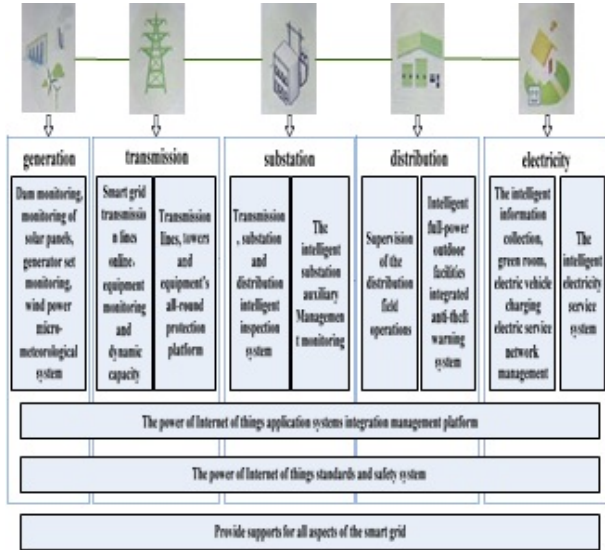 generation
transmission
substation
distribution
electricity
Dam monitoring,
monitoring of
solar panels,
generator set
monitoring,
wind power
micro-
meteorological
system
Smart grid
transmissio
n lines
online,
equipment
monitoring
and
dynamic
capacity
Transmission
lines, towers
and
equipment's
all-round
protection
platform
Transmission
, substation
and
distribution
intelligent
inspection
system
The
intelligent
substation
auxiliary
Managemen
t monitoring
Supervision
of the
distribution
field
operations
Intelligent
full-power
outdoor
facilities
integrated
anti-theft
warning
system
The intelligent
information
collection,
green room,
electric vehicle
charging
electric service
network
management
The
intelligent
electricity
service
system
The power of Internet of things application systems integration management platform
The power of Internet of things standards and safety system
Provide supports for all aspects of the smart grid